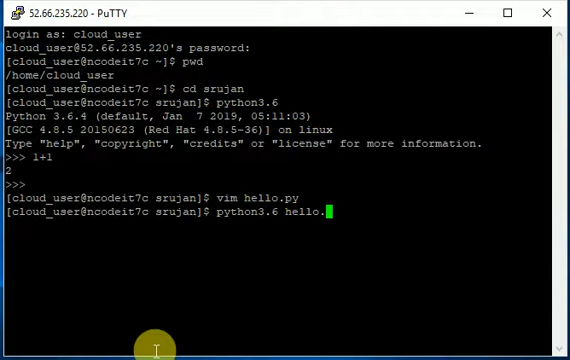 52.66.235.220 - PuTTY
login as: cloud_user
cloud_user@52.66.235.220's password:
[cloud_user@ncodeit7c ~]$ pwd
/home/cloud_user
[cloud_user@ncodeit7c ~]$ cd srujan
[cloud_user@ncodeit7c srujan]$ python3.6
Python 3.6.4 (default, Jan  7 2019, 05:11:03)
[GCC 4.8.5 20150623 (Red Hat 4.8.5-36)] on linux
Type "help", "copyright", "credits" or "license" for more information.
>>> 1+1
2
>>>
[cloud_user@ncodeit7c srujan]$ vim hello.py
[cloud_user@ncodeit7c srujan]$ python3.6 hello.